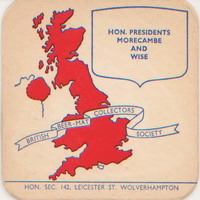 HON. PRESIDENTS
MORECAMBE
AND
WISE
BRITISH BEER-MAT COLLECTORS SOCIETY
HON. SEC. 142, LEICESTER ST. WOLVERHAMPTON